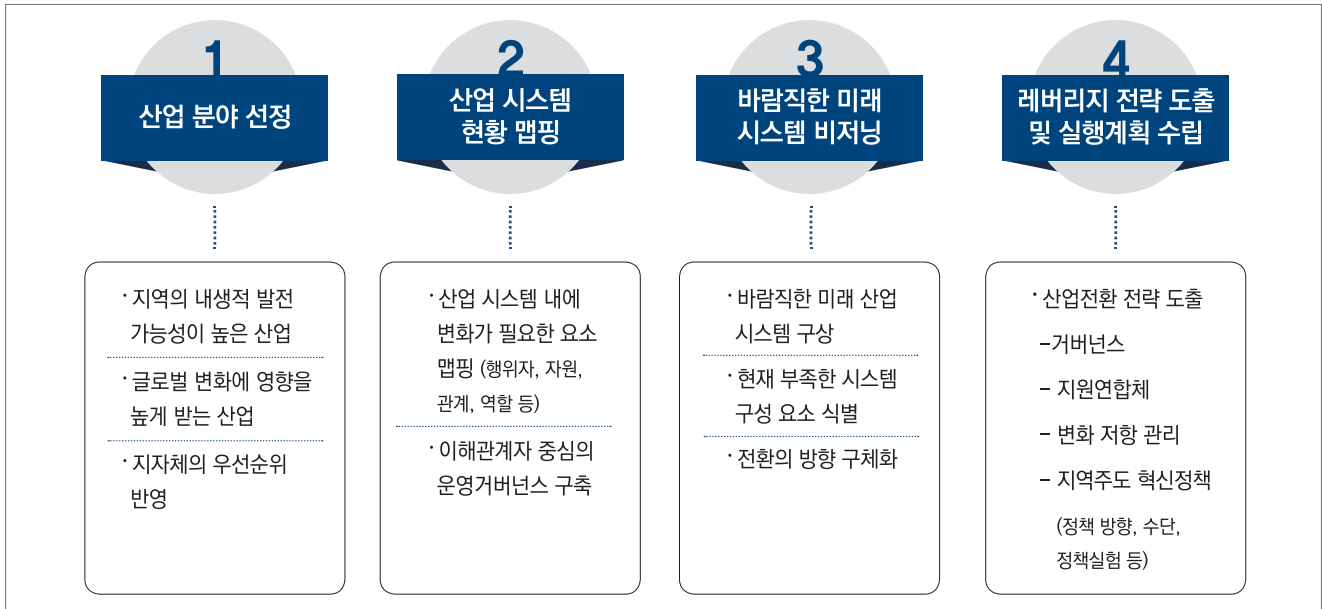 1
산업 분야 선정
· 지역의 내생적 발전
가능성이 높은 산업
· 글로벌 변화에 영향을
높게 받는 산업
· 지자체의 우선순위
반영
2
산업 시스템
현황 맵핑
· 산업 시스템 내에
변화가 필요한 요소
맵핑 (행위자, 자원,
관계, 역할 등)
· 이해관계자 중심의
운영거버넌스 구축
3
바람직한 미래
시스템 비저닝
· 바람직한 미래 산업
시스템 구상
· 현재 부족한 시스템
구성 요소 식별
· 전환의 방향 구체화
4
레버리지 전략 도출
및 실행계획 수립
· 산업전환 전략 도출
–거버넌스
– 지원연합체
– 변화 저항 관리
– 지역주도 혁신정책
(정책 방향, 수단,
정책실험 등)